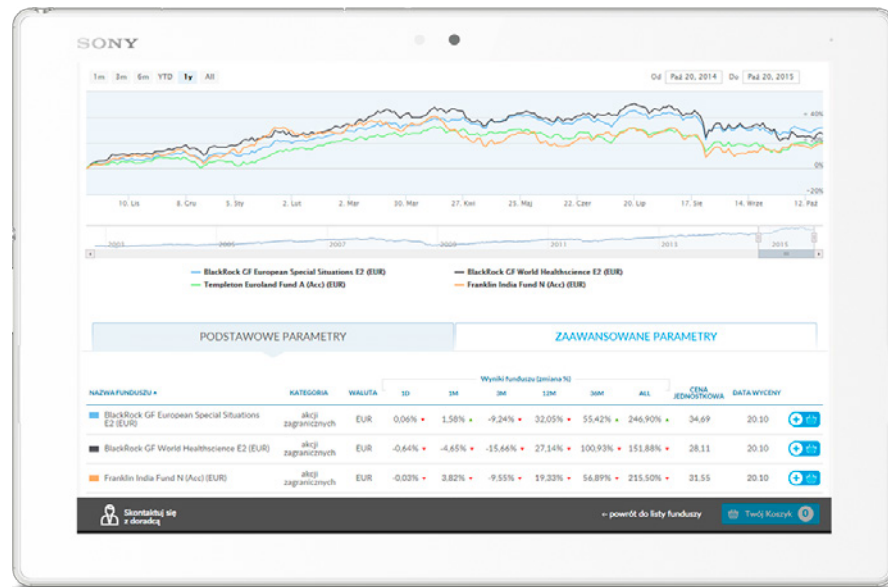 SONY
1m 3m 6m YTD 1y All
Od Paź 20, 2014 Do Paź 20, 2015
+ 40%
+ 20%
0%
-20%
10. Lis 8. Gru 5. Sty 2. Lut 2. Mar 30. Mar 27. Kwi 25. Maj 22. Czer 20. Lip 17. Sie 14. Wrze 12. Paź
2003 2005 2007 2009 2011 2013 2015
BlackRock GF European Special Situations E2 (EUR) BlackRock GF World Healthscience E2 (EUR)
Templeton Euroland Fund A (Acc) (EUR) Franklin India Fund N (Acc) (EUR)
PODSTAWOWE PARAMETRY ZAAWANSOWANE PARAMETRY
Wyniki funduszu (zmiana %)
NAZWA FUNDUSZU KATEGORIA WALUTA 1D 1M 3M 12M 36M ALL CENA JEDNOSTKOWA DATA WYCENY
BlackRock GF European Special Situations E2 (EUR) akcji zagranicznych EUR 0,06% 1,58% -9,24% 32,05% 55,42% 246,90% 34,69 20.10
BlackRock GF World Healthscience E2 (EUR) akcji zagranicznych EUR -0,64% -4,65% -15,66% 27,14% 100,93% 151,88% 28,11 20.10
Franklin India Fund N (Acc) (EUR) akcji zagranicznych EUR -0,03% 3,82% -9,55% 19,33% 56,89% 215,50% 31,55 20.10
Skontaktuj się
z doradcą
← powrót do listy funduszy Twój Koszyk 0